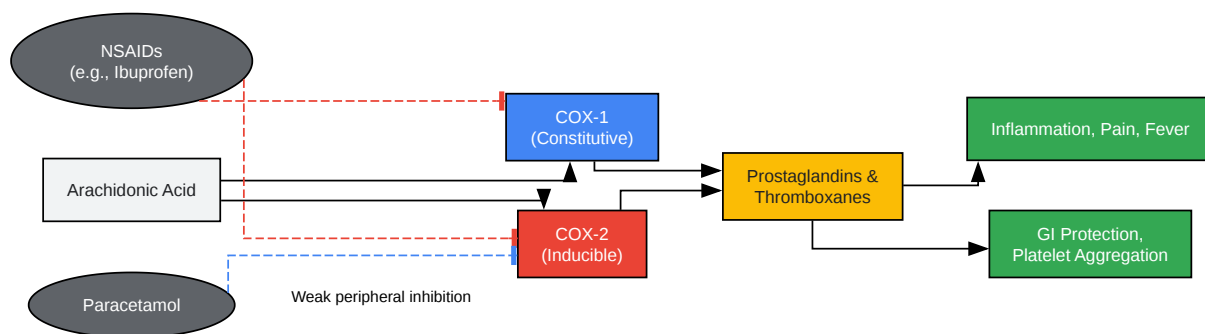 NSAIDs
(e.g., Ibuprofen)
COX-1
(Constitutive)
Inflammation, Pain, Fever
Arachidonic Acid
Prostaglandins &
Thromboxanes
COX-2
(Inducible)
GI Protection,
Platelet Aggregation
Paracetamol
Weak peripheral inhibition